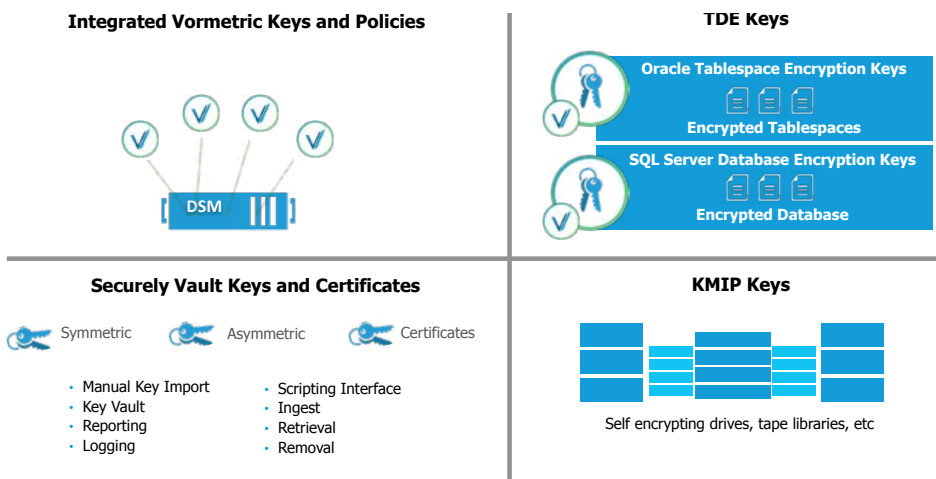 Integrated Vormetric Keys and Policies
DSM
TDE Keys
Oracle Tablespace Encryption Keys
Encrypted Tablespaces
SQL Server Database Encryption Keys
Encrypted Database
Securely Vault Keys and Certificates
Symmetric
Asymmetric
Certificates
• Manual Key Import
• Key Vault
• Reporting
• Logging
• Scripting Interface
• Ingest
• Retrieval
• Removal
KMIP Keys
Self encrypting drives, tape libraries, etc